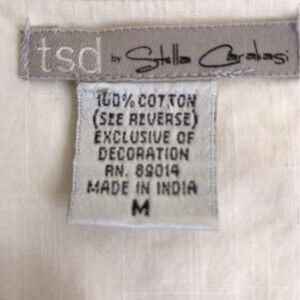 tsd by Stella Carakasi
100% COTTON
(SEE REVERSE)
EXCLUSIVE OF
DECORATION
RN. 89014
MADE IN INDIA
M